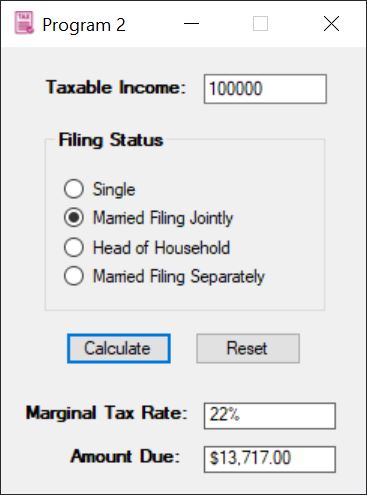 Program 2
Taxable Income: 100000
Filing Status
Single
Married Filing Jointly
Head of Household
Married Filing Separately
Calculate Reset
Marginal Tax Rate: 22%
Amount Due: $13,717.00